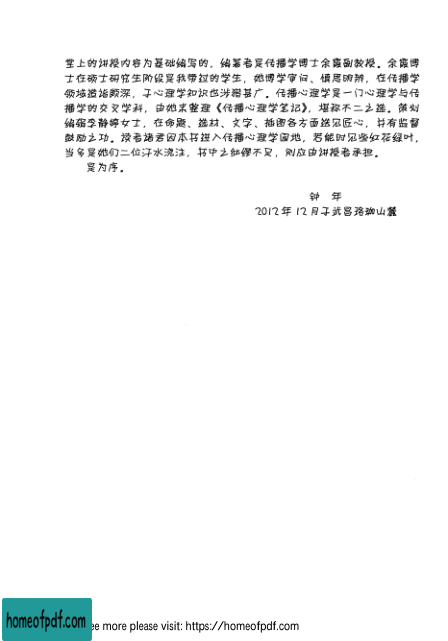 堂上的讲授内容为基础编写的，编著者是传播学博士余霞副教授。余霞博
士在硕士研究生阶段是我带过的学生，她博学审问、慎思明辨，在传播学
领域造诣颇深，于心理学知识也涉猎甚广。传播心理学是一门心理学与传
播学的交叉学科，由她来整理《传播心理学笔记》，堪称不二之选。策划
编辑李静婷女士，在命题、选材、文字、插图各方面独见匠心，并有监督
鼓励之功。读者诸君因本书进入传播心理学园地，若能时见些红花绿叶，
当多是她们二位汗水浇注，书中之纰缪不足，则应由讲授者承担。
是为序。
钟 年
2012 年 12 月于武昌珞珈山麓
homeofpdf.com
ee more please visit: https://homeofpdf.com